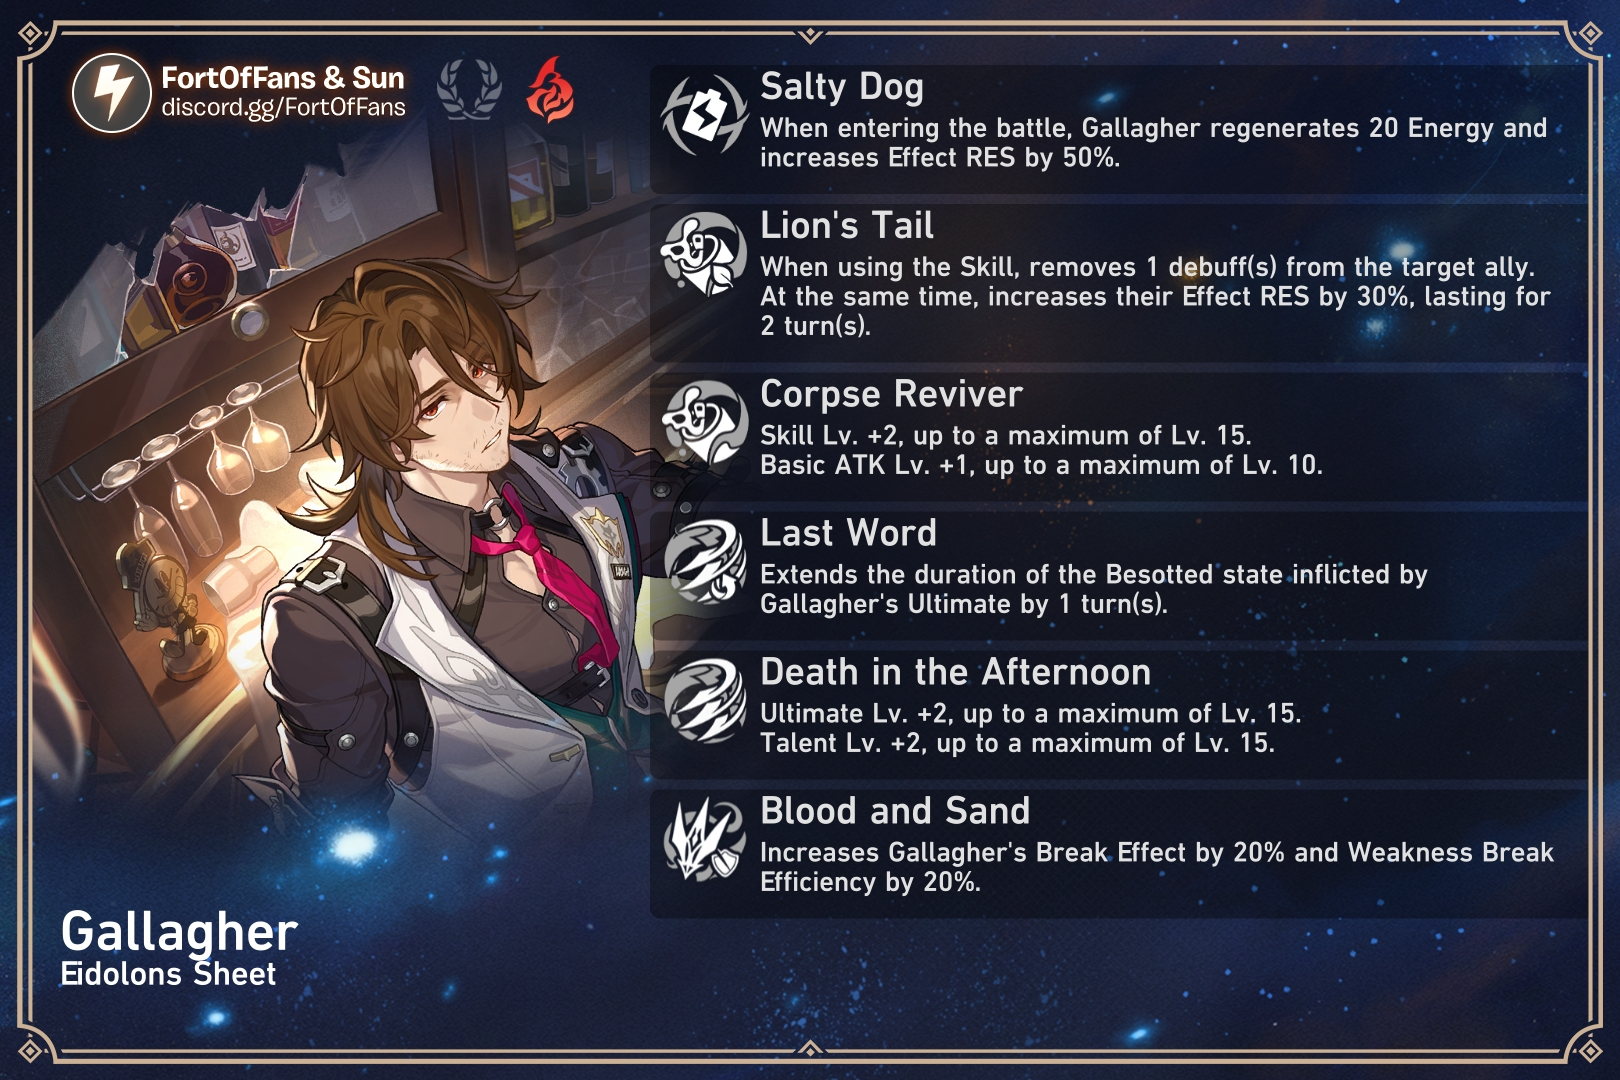 FortOfFans & Sun
discord.gg/FortOfFans
Salty Dog
When entering the battle, Gallagher regenerates 20 Energy and
increases Effect RES by 50%.
Lion's Tail
When using the Skill, removes 1 debuff(s) from the target ally.
At the same time, increases their Effect RES by 30%, lasting for
2 turn(s).
Corpse Reviver
Skill Lv. +2, up to a maximum of Lv. 15.
Basic ATK Lv. +1, up to a maximum of Lv. 10.
Last Word
Extends the duration of the Besotted state inflicted by
Gallagher's Ultimate by 1 turn(s).
Death in the Afternoon
Ultimate Lv. +2, up to a maximum of Lv. 15.
Talent Lv. +2, up to a maximum of Lv. 15.
Blood and Sand
Increases Gallagher's Break Effect by 20% and Weakness Break
Efficiency by 20%.
Gallagher
Eidolons Sheet